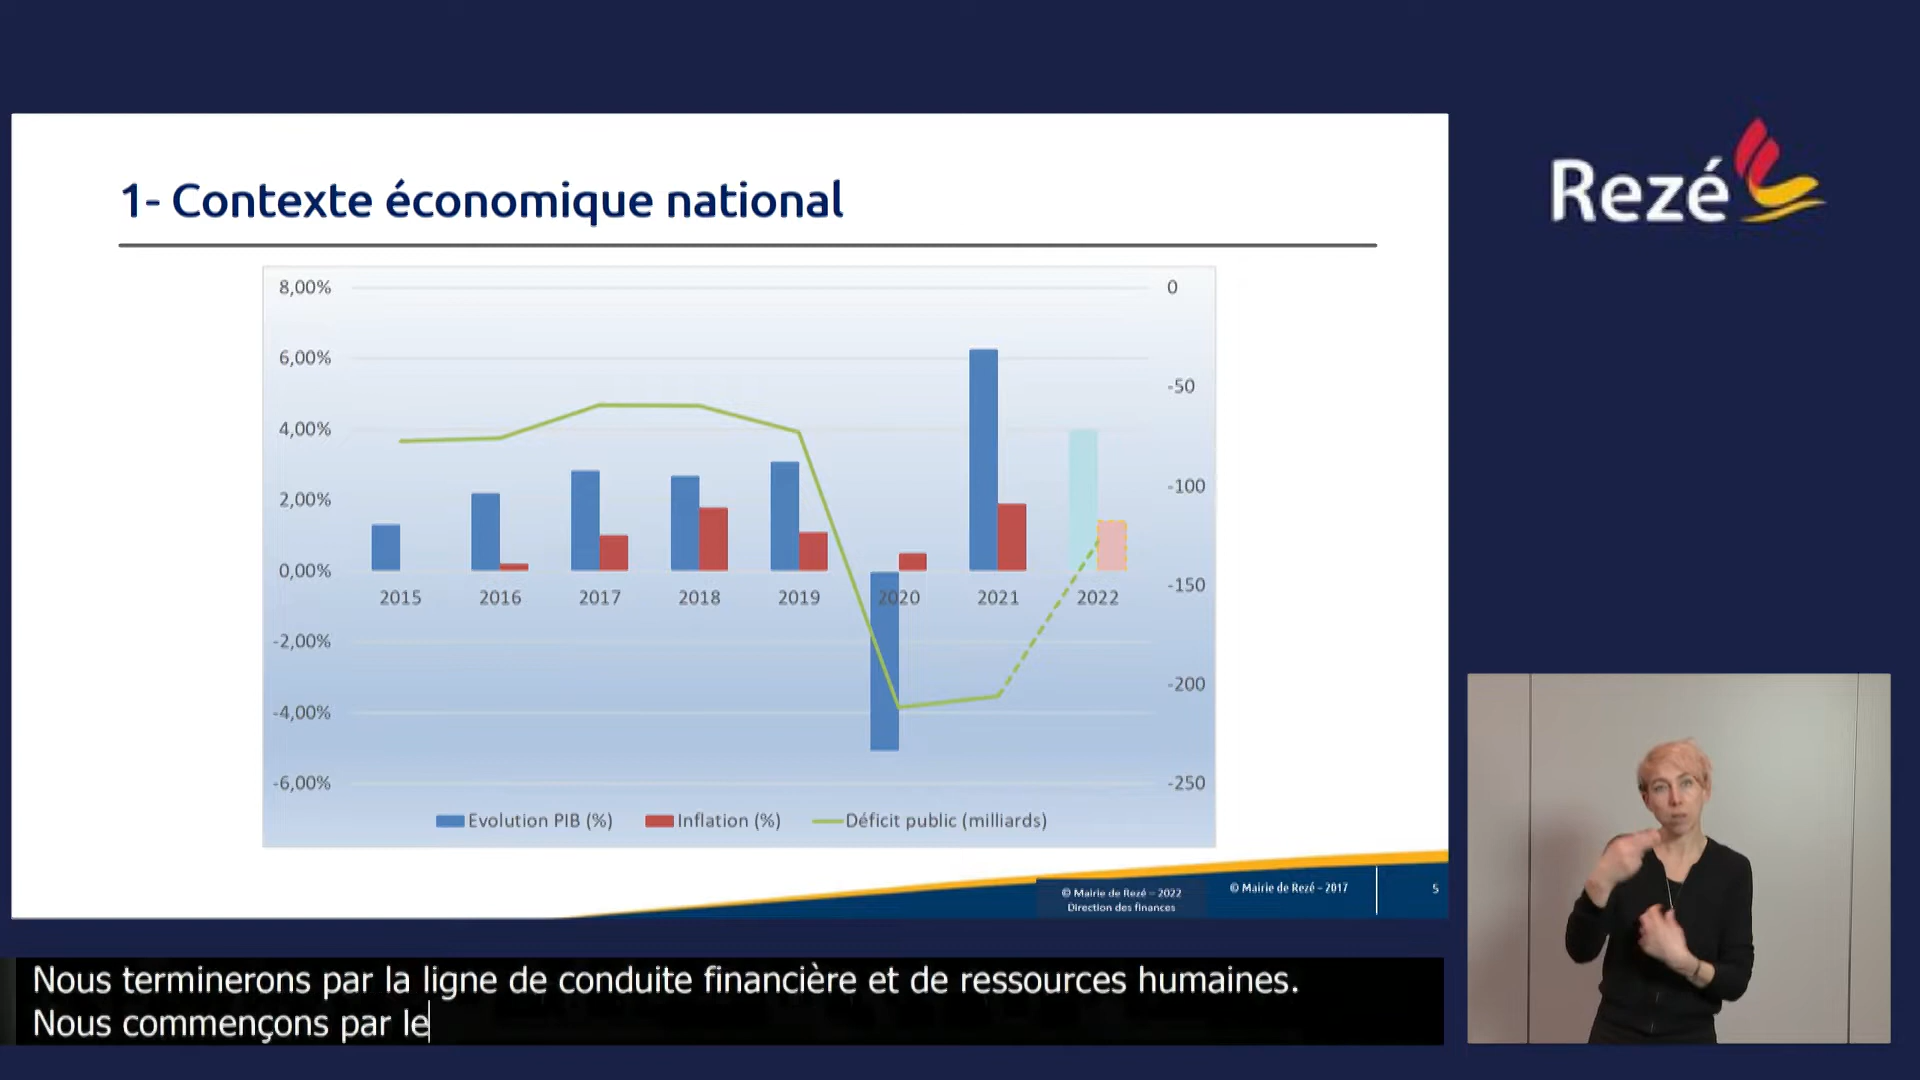 1- Contexte économique national
Rezé
8,00%
6,00%
4,00%
2,00%
0,00%
-2,00%
-4,00%
-6,00%
0
-50
-100
-150
-200
-250
2015 2016 2017 2018 2019 2020 2021 2022
Evolution PIB (%) Inflation (%) Déficit public (milliards)
© Mairie de Rezé – 2022
Direction des finances
© Mairie de Rezé – 2017
5
Nous terminerons par la ligne de conduite financière et de ressources humaines.
Nous commençons par le